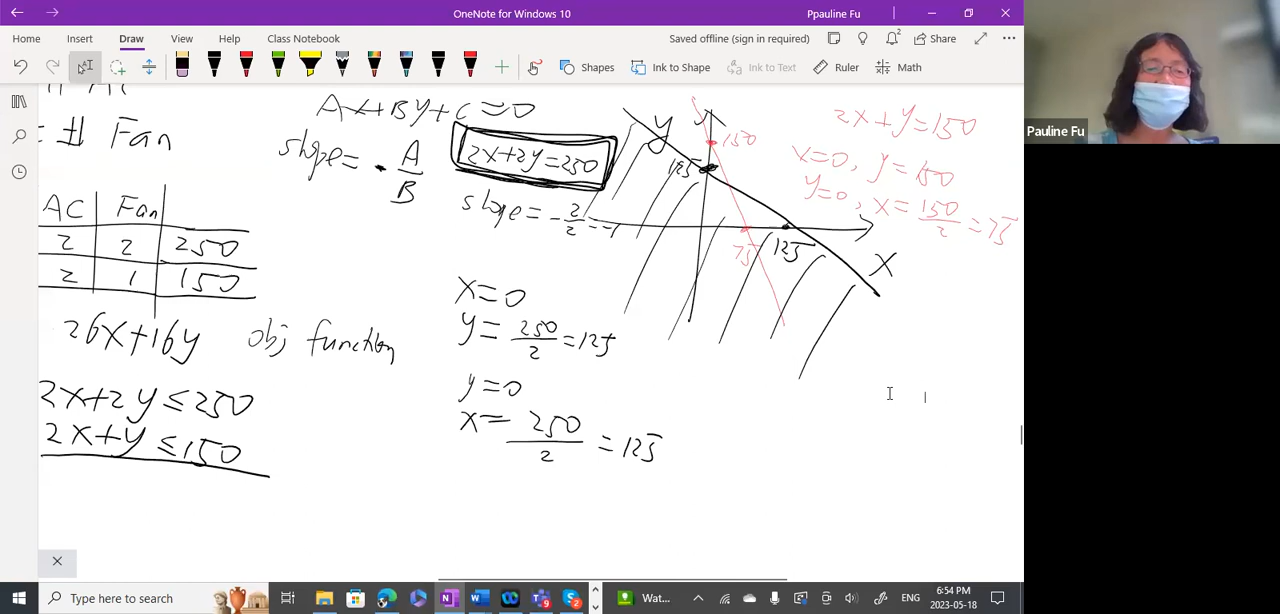 OneNote for Windows 10
Ppauline Fu
Home Insert Draw View Help Class Notebook
Saved offline (sign in required)
Share
Shapes
Ink to Shape
Ink to Text
Ruler
Math
AC
# Fan
AC Fan
2 2 250
2 1 150
26x+16y obj function
2x+2y≤250
2x+y≤150
Ax+By+C=0
slope=-A/B
2x+2y=250
slope=-2/2=-1
x=0
y=250/2=125
y=0
x=250/2=125
y
150
125
75
125
x
2x+y=150
x=0, y=150
y=0, x=150/2=75
Pauline Fu
Type here to search
Wat...
ENG
6:54 PM
2023-05-18